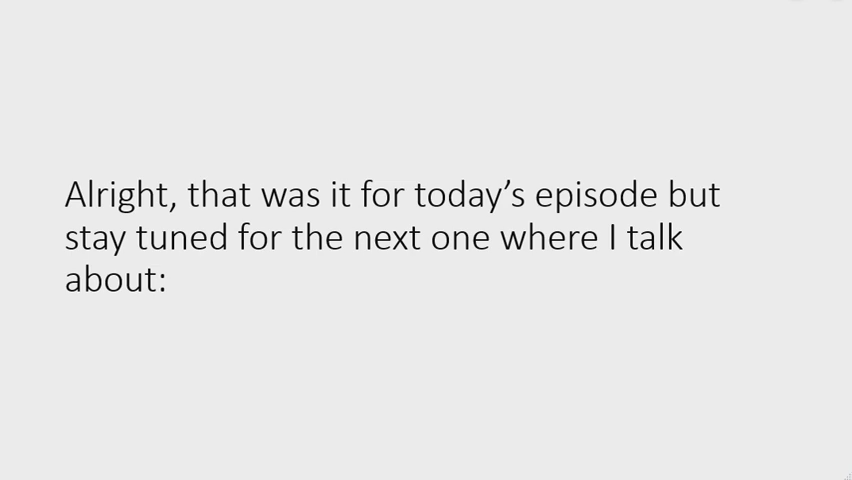 Alright, that was it for today’s episode but
stay tuned for the next one where I talk
about: